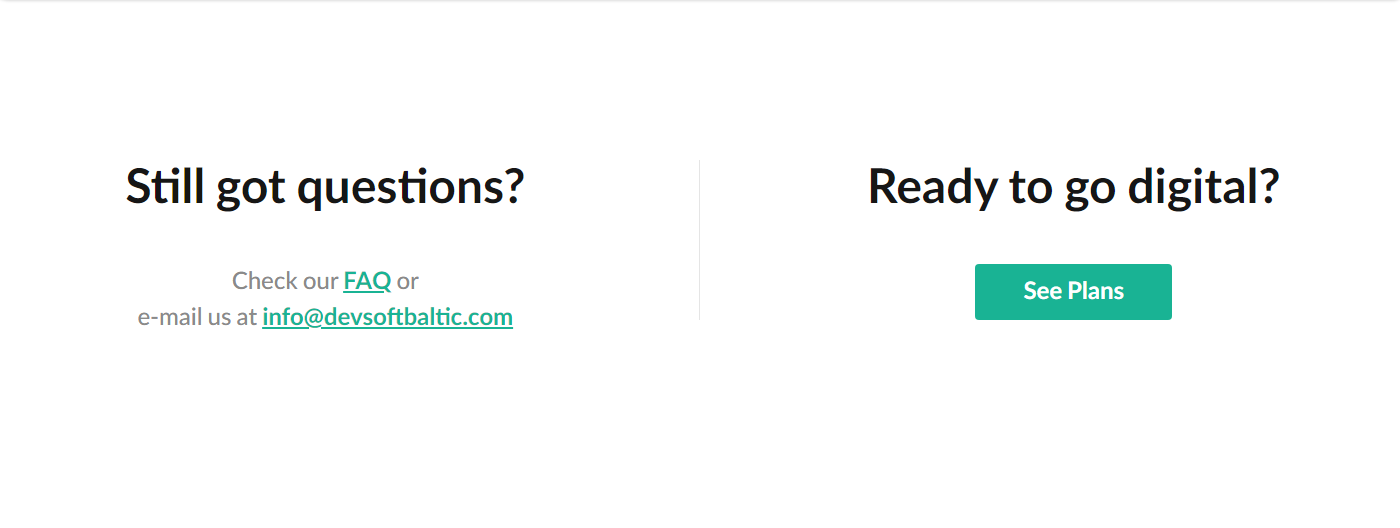 Still got questions?
Check our FAQ or
e-mail us at info@devsoftbaltic.com
Ready to go digital?
See Plans